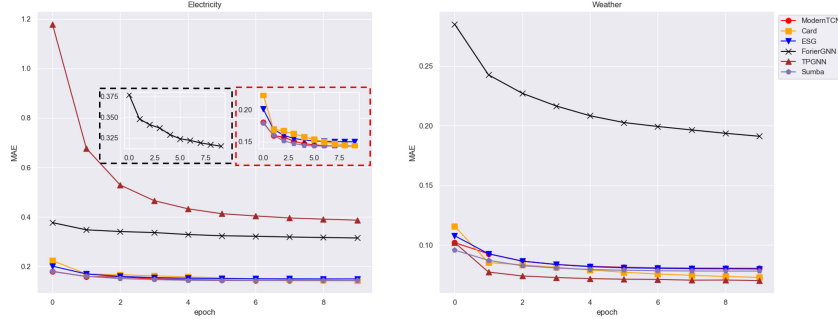 Electricity
1.2
1.0
0.8
0.6
0.4
0.2
MAE
0 2 4 6 8
epoch
0.375
0.350
0.325
0.0 2.5 5.0 7.5
0.20
0.15
0.0 2.5 5.0 7.5
Weather
0.25
0.20
0.15
0.10
MAE
0 2 4 6 8
epoch
ModernTCN
Card
ESG
ForierGNN
TPGNN
Sumba